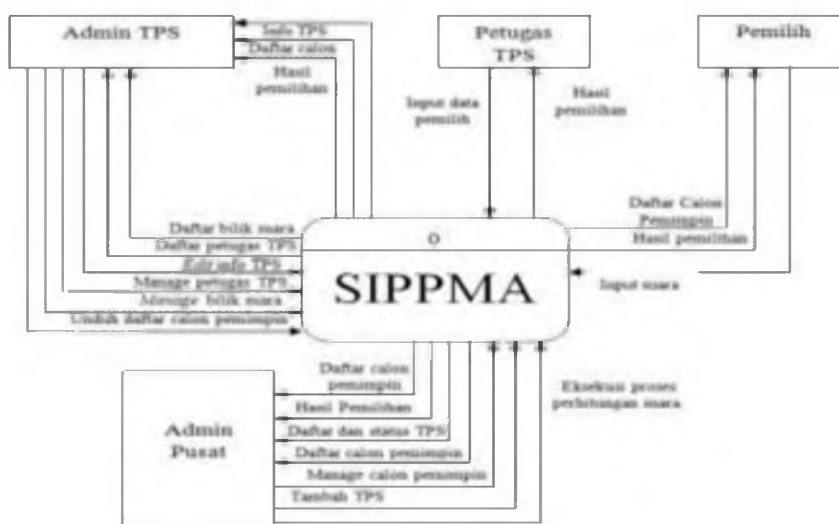 Admin TPS
Info TPS
Daftar calon
Hasil
pemilihan
Petugas
TPS
Pemilih
Input data
pemilih
Hasil
pemilihan
Daftar Calon
Pemimpin
Hasil pemilihan
Input suara
Daftar bilik suara
Daftar petugas TPS
Edit info TPS
Manage petugas TPS
Manage bilik suara
Unduh daftar calon pemimpin
0
SIPPMA
Daftar calon
pemimpin
Hasil Pemilihan
Daftar dan status TPS
Daftar calon pemimpin
Manage calon pemimpin
Tambah TPS
Eksekusi proses
perhitungan suara
Admin
Pusat